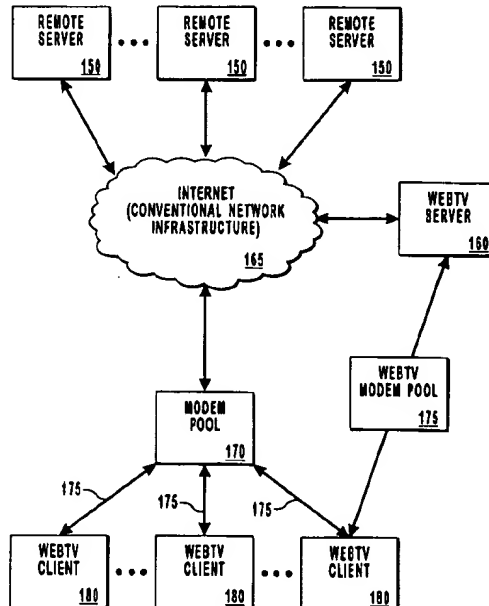 REMOTE
SERVER
150
REMOTE
SERVER
150
REMOTE
SERVER
150
INTERNET
(CONVENTIONAL NETWORK
INFRASTRUCTURE)
165
WEBTV
SERVER
160
WEBTV
MODEM POOL
175
MODEM
POOL
170
175
175
175
WEBTV
CLIENT
180
WEBTV
CLIENT
180
WEBTV
CLIENT
180